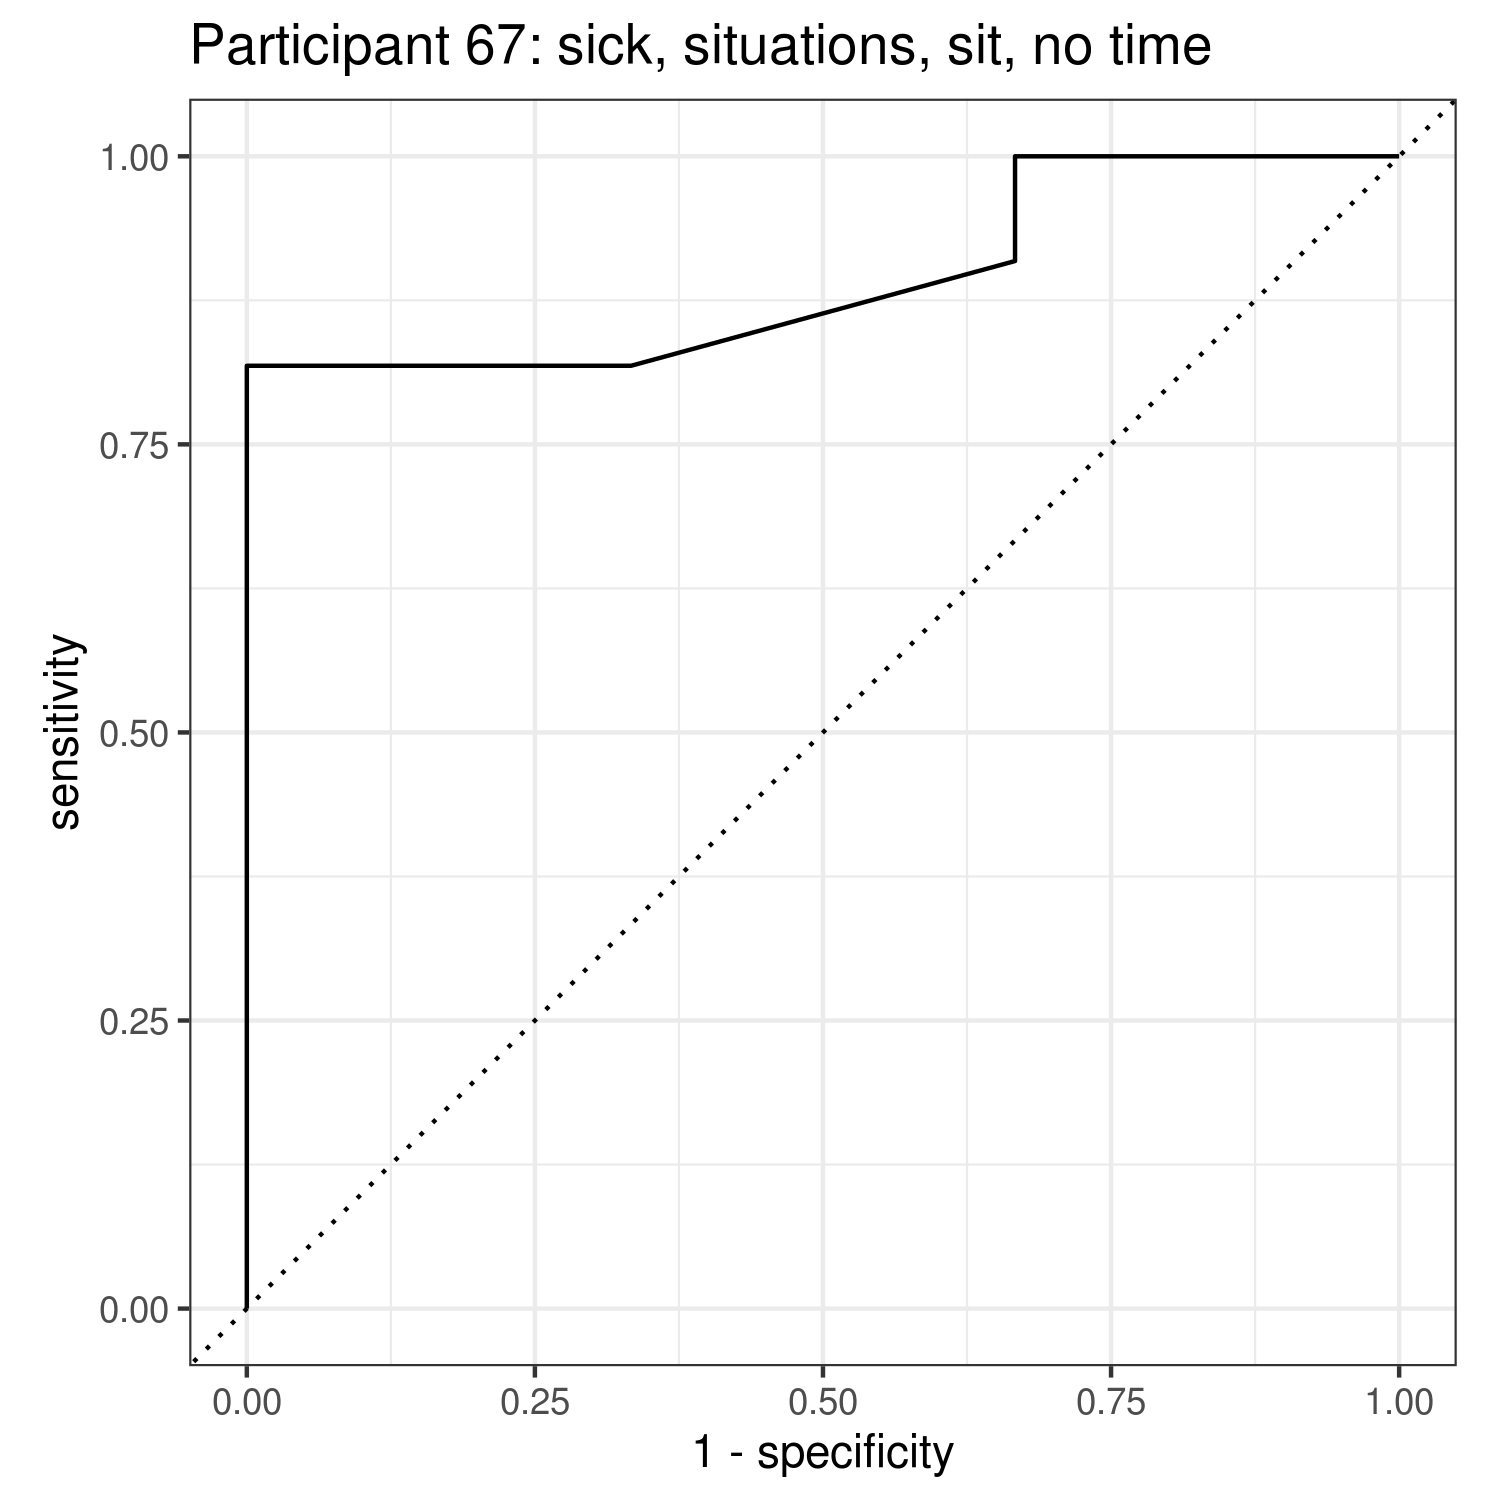 Participant 67: sick, situations, sit, no time
1.00
0.75
0.50
0.25
0.00
sensitivity
0.00 0.25 0.50 0.75 1.00
1 - specificity